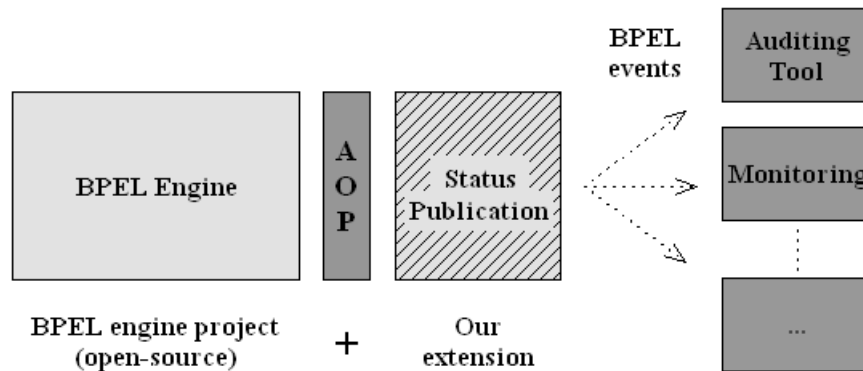 BPEL
events
Auditing
Tool
BPEL Engine
A
O
P
Status
Publication
Monitoring
...
BPEL engine project
(open-source)
+
Our
extension